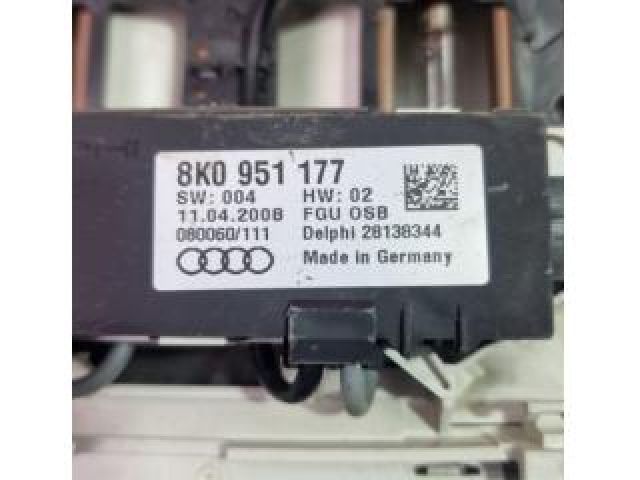 8K0 951 177
SW: 004 HW: 02
11.04.2008 FGU OSB
080060/111 Delphi 28138344
Made in Germany